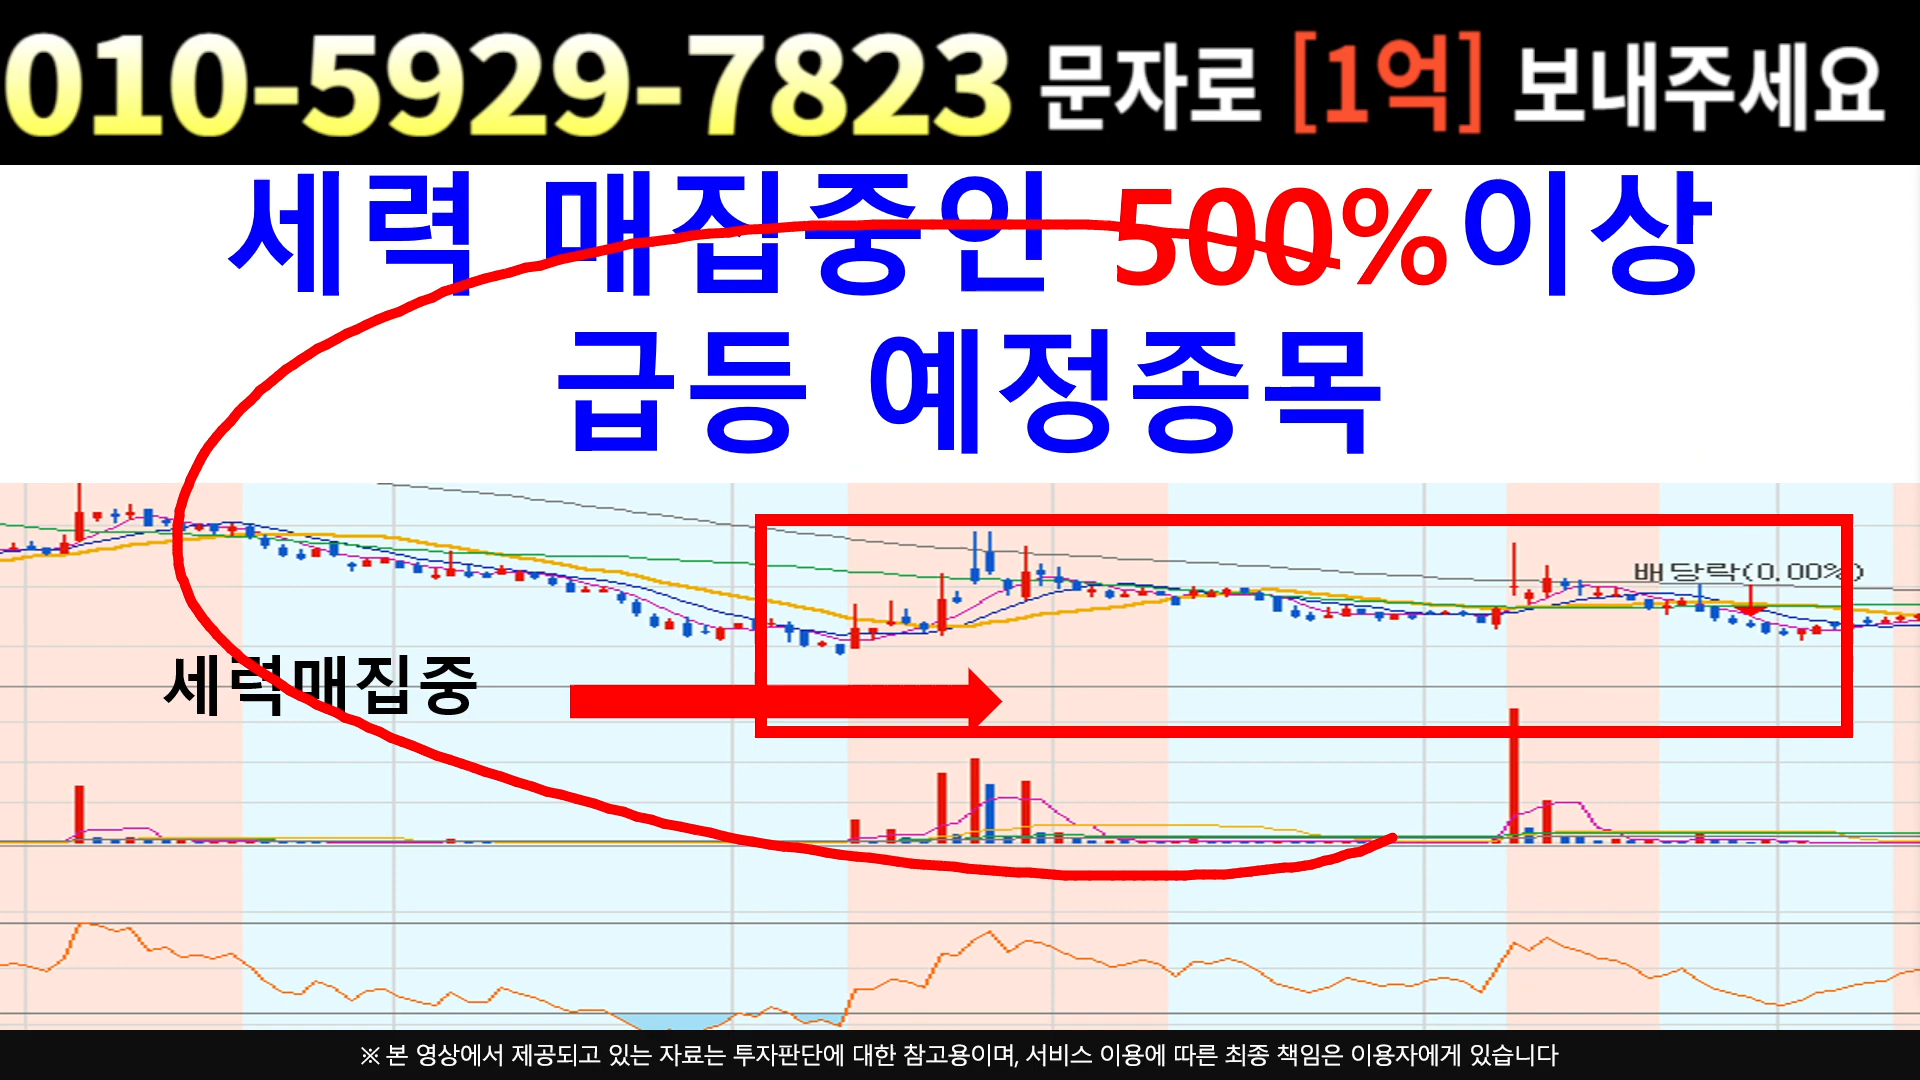 010-5929-7823 문자로 [1억] 보내주세요
세력 매집중인 500%이상
급등 예정종목
배당락(0.00%)
세력매집중
※ 본 영상에서 제공되고 있는 자료는 투자판단에 대한 참고용이며, 서비스 이용에 따른 최종 책임은 이용자에게 있습니다